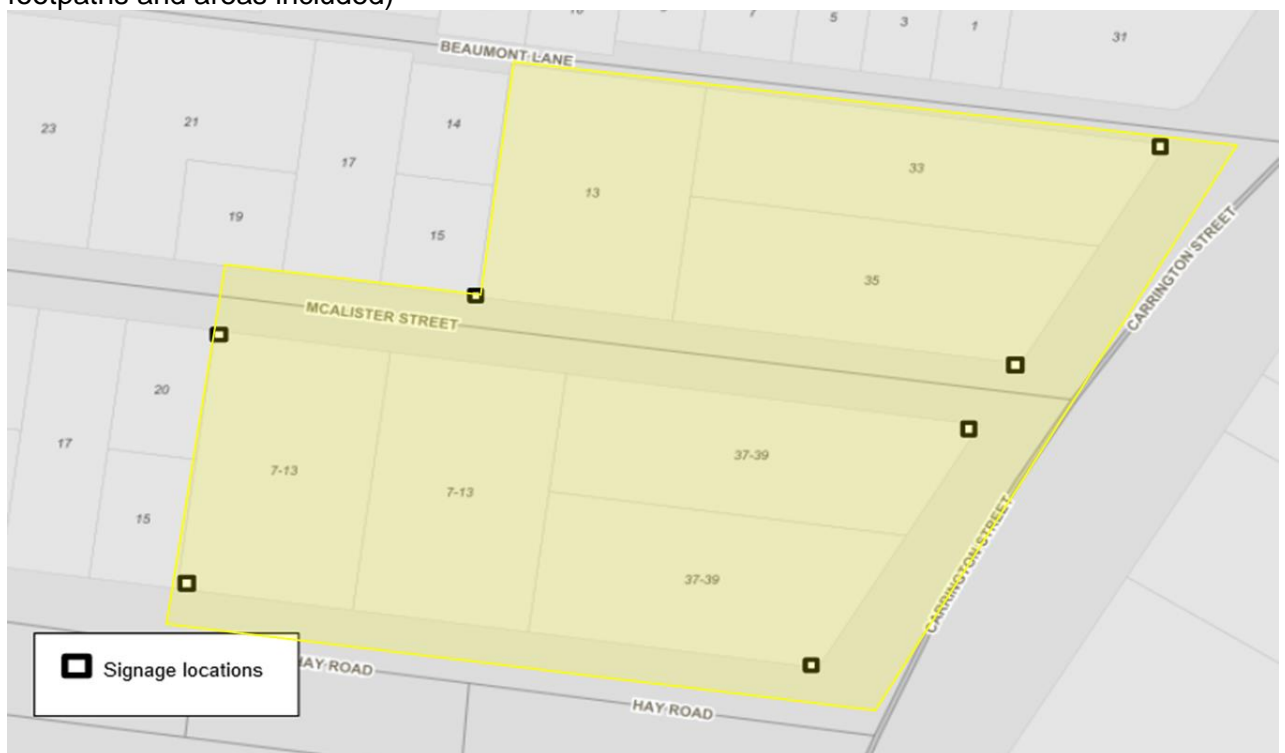 footpaths and areas included)
5
3
1
31
BEAUMONT LANE
23
21
17
14
13
33
19
15
35
CARRINGTON STREET
MCALISTER STREET
20
17
7-13
7-13
37-39
15
37-39
CARRINGTON STREET
Signage locations
HAY ROAD
HAY ROAD